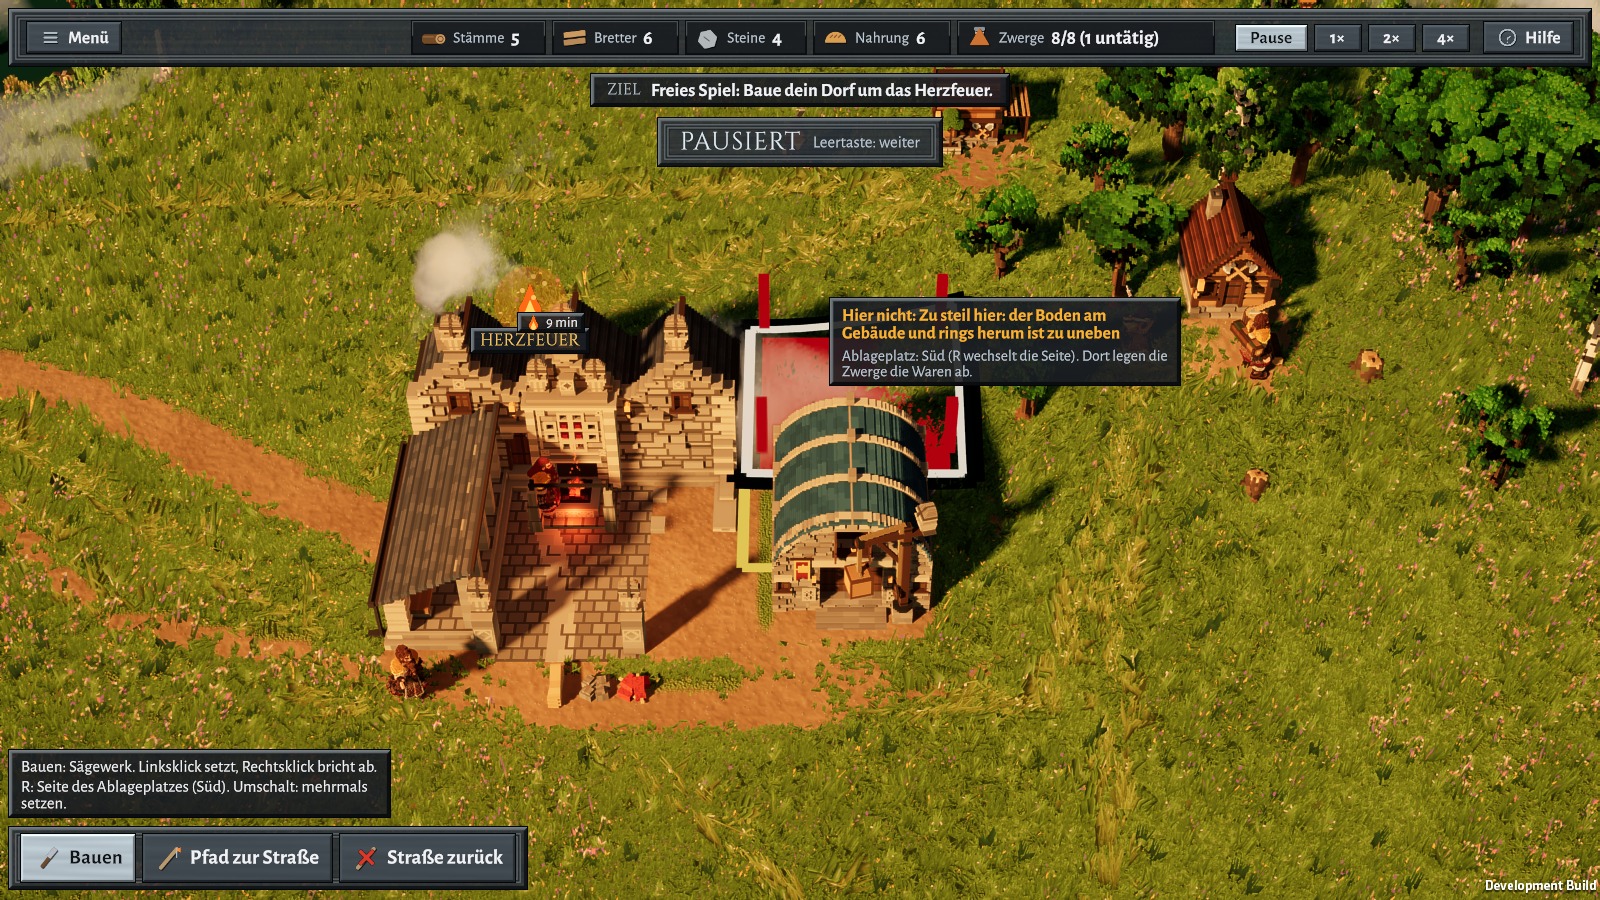 Menü
Stämme 5
Bretter 6
Steine 4
Nahrung 6
Zwerge 8/8 (1 untätig)
Pause
1×
2×
4×
Hilfe
ZIEL Freies Spiel: Baue dein Dorf um das Herzfeuer.
PAUSIERT Leertaste: weiter
9 min
HERZFEUER
Hier nicht: Zu steil hier: der Boden am
Gebäude und rings herum ist zu uneben
Ablageplatz: Süd (R wechselt die Seite). Dort legen die
Zwerge die Waren ab.
Bauen: Sägewerk. Linksklick setzt, Rechtsklick bricht ab.
R: Seite des Ablageplatzes (Süd). Umschalt: mehrmals
setzen.
Bauen
Pfad zur Straße
Straße zurück
Development Build